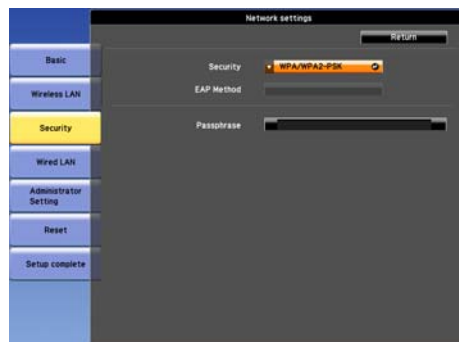 Network settings
Return
Basic
Wireless LAN
Security
Wired LAN
Administrator
Setting
Reset
Setup complete
Security
WPA/WPA2-PSK
EAP Method
Passphrase